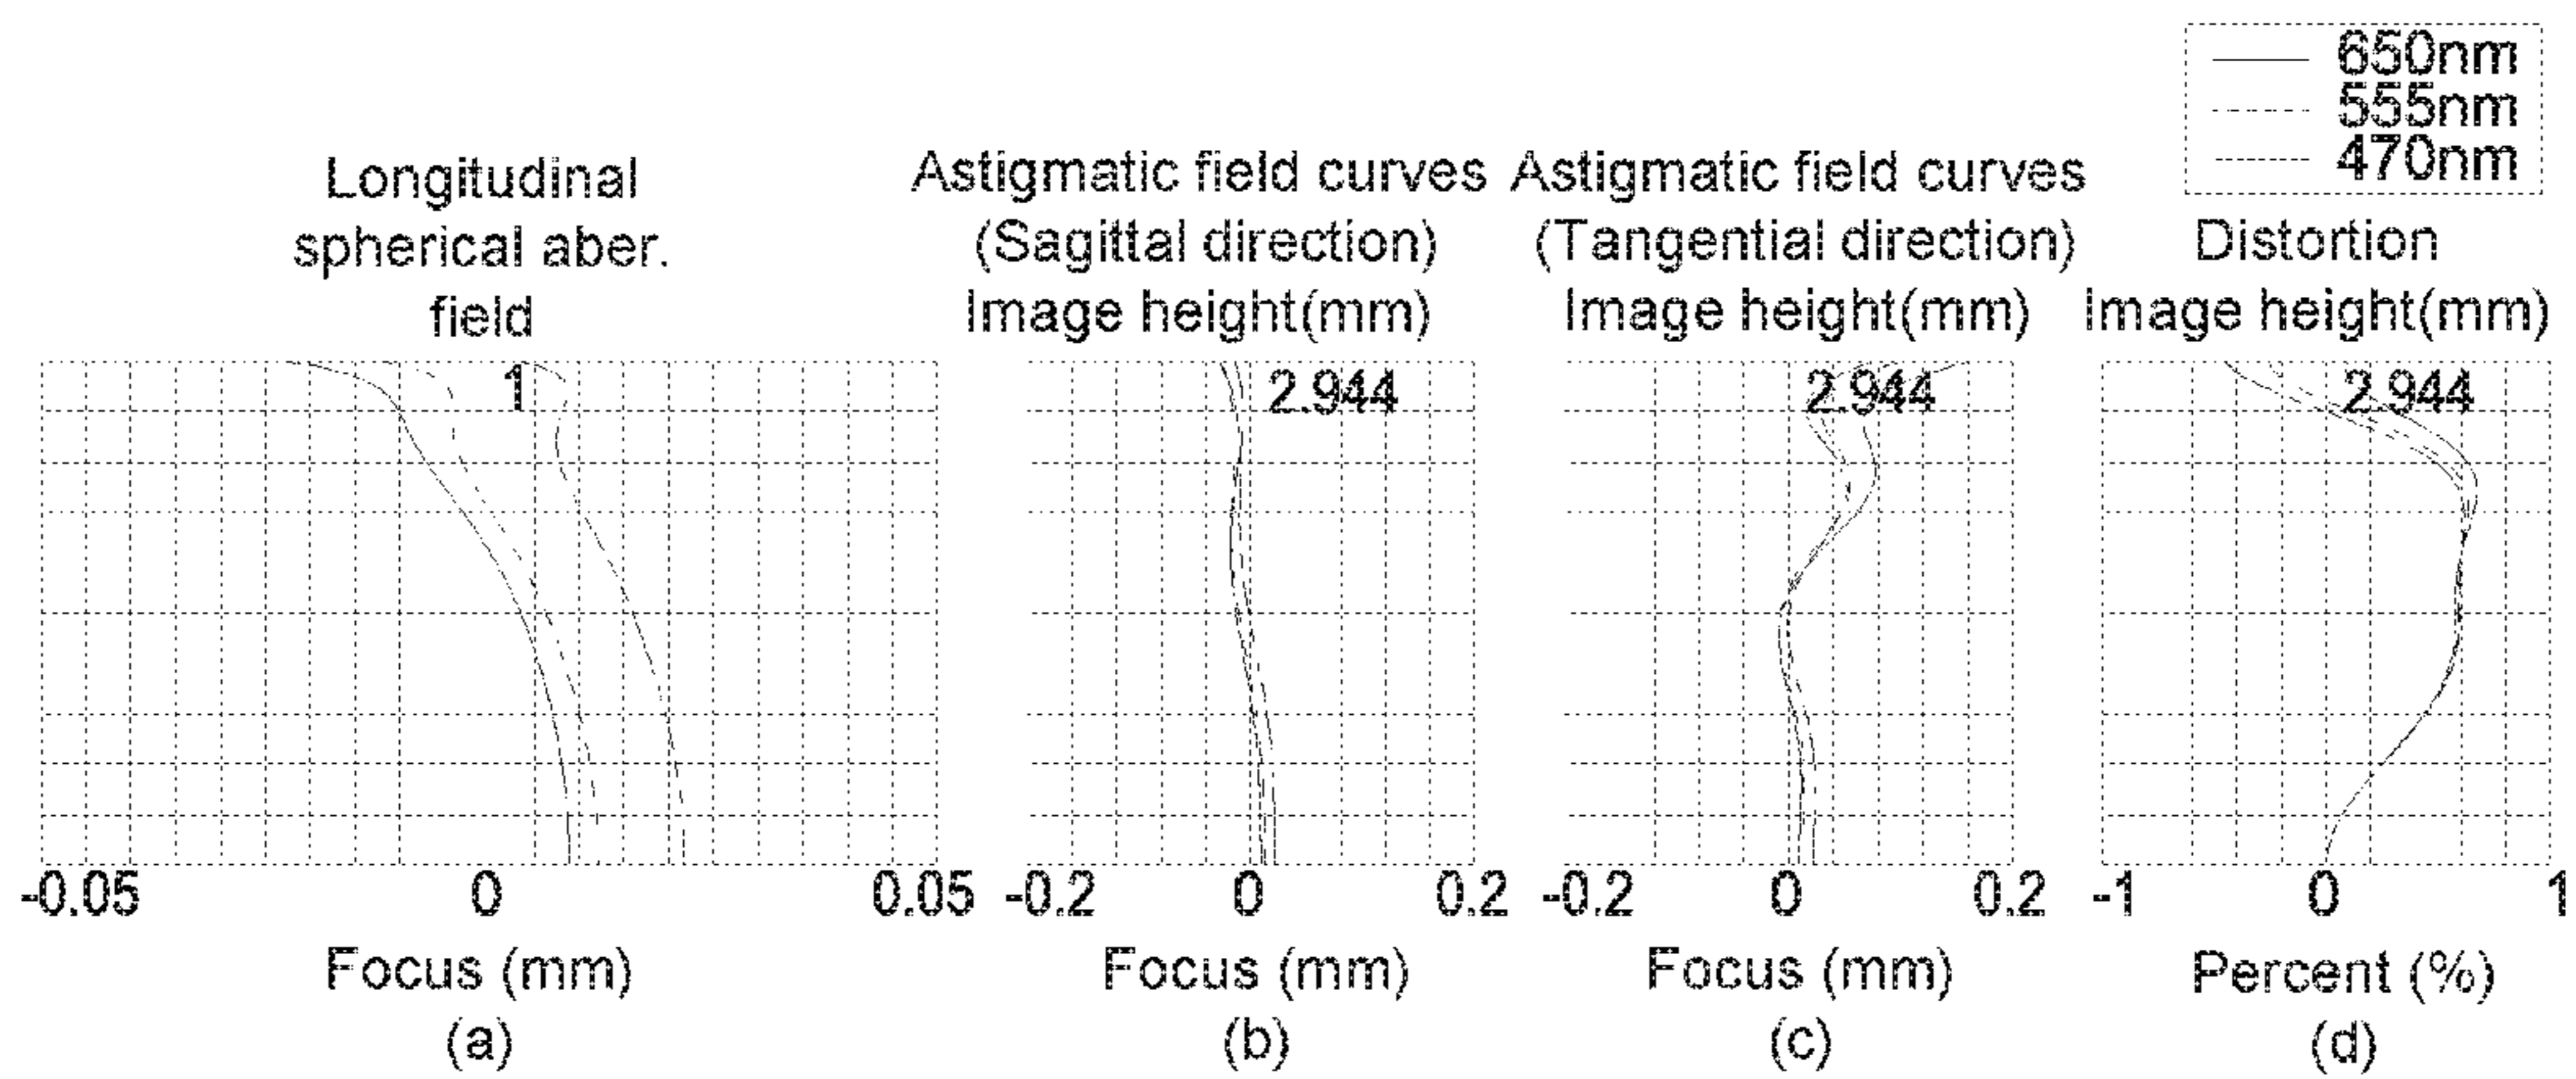 650nm
555nm
470nm
Longitudinal
spherical aber.
field
Astigmatic field curves
(Sagittal direction)
Image height(mm)
Astigmatic field curves
(Tangential direction)
Image height(mm)
Distortion
Image height(mm)
1
2.944
2.944
2.944
-0.05 0 0.05
-0.2 0 0.2
-0.2 0 0.2
-1 0 1
Focus (mm)
Focus (mm)
Focus (mm)
Percent (%)
(a)
(b)
(c)
(d)